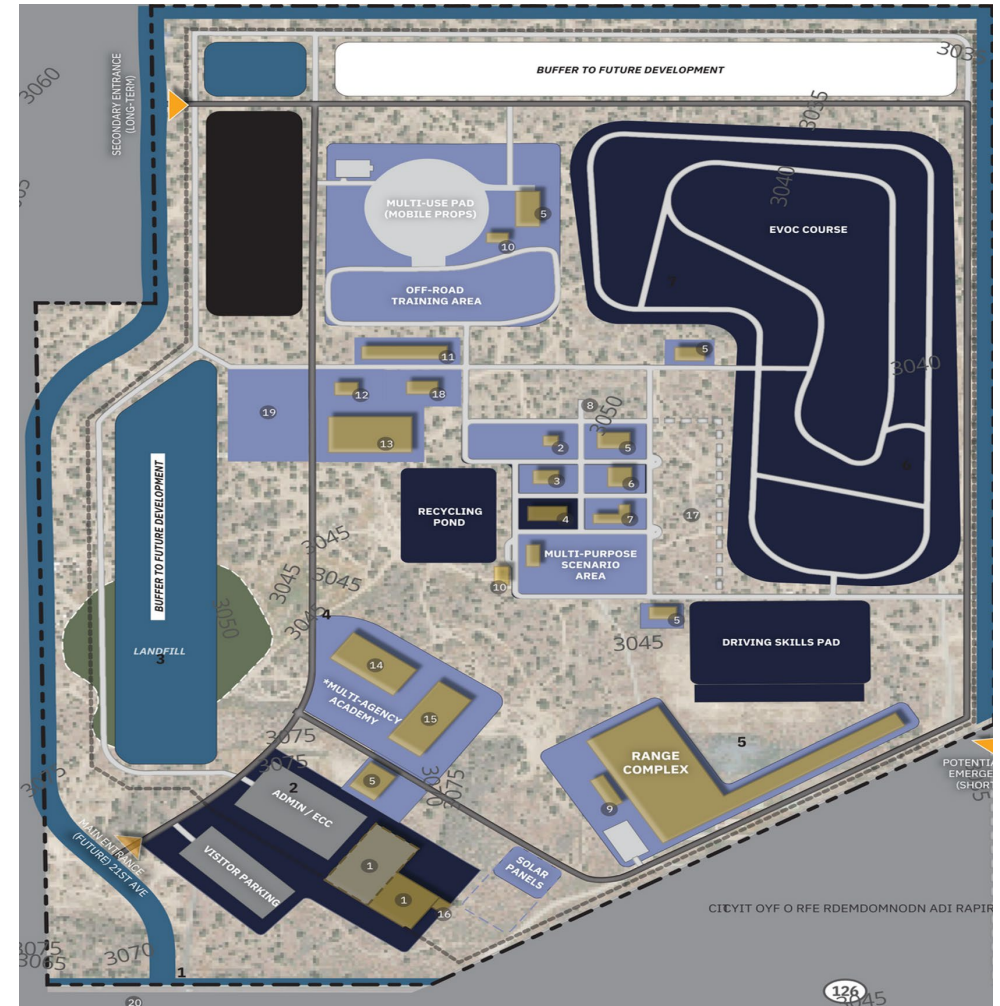 3060
SECONDARY ENTRANCE
(LONG-TERM)
BUFFER TO FUTURE DEVELOPMENT
3055
3040
MULTI-USE PAD
(MOBILE PROPS)
5
10
EVOC COURSE
OFF-ROAD
TRAINING AREA
11
5
3040
12
18
19
13
8
3050
2
5
3
6
4
7
17
RECYCLING
POND
MULTI-PURPOSE
SCENARIO
AREA
10
BUFFER TO FUTURE DEVELOPMENT
3045
3045
3045
3045
3050
LANDFILL
3
4
5
3045
DRIVING SKILLS PAD
14
*MULTI-AGENCY
ACADEMY
15
3075
3075
3050
3075
5
RANGE
COMPLEX
5
9
2
ADMIN / ECC
MAIN ENTRANCE
(FUTURE) 21ST AVE
VISITOR PARKING
1
1
16
SOLAR
PANELS
3075
3065
3070
1
20
126
3045